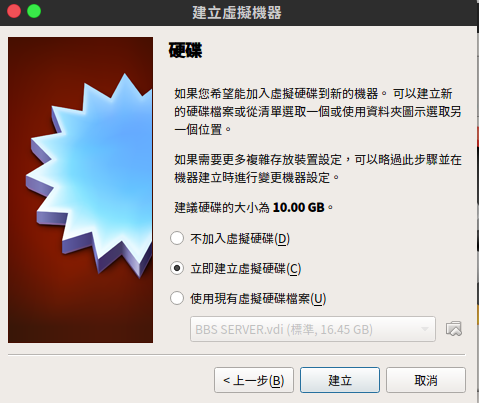 建立虛擬機器
硬碟
如果您希望能加入虛擬硬碟到新的機器。 可以建立新
的硬碟檔案或從清單選取一個或使用資料夾圖示選取另
一個位置。
如果需要更多複雜存放裝置設定，可以略過此步驟並在
機器建立時進行變更機器設定。
建議硬碟的大小為 10.00 GB。
不加入虛擬硬碟(D)
立即建立虛擬硬碟(C)
使用現有虛擬硬碟檔案(U)
BBS SERVER.vdi (標準, 16.45 GB)
< 上一步(B)
建立
取消